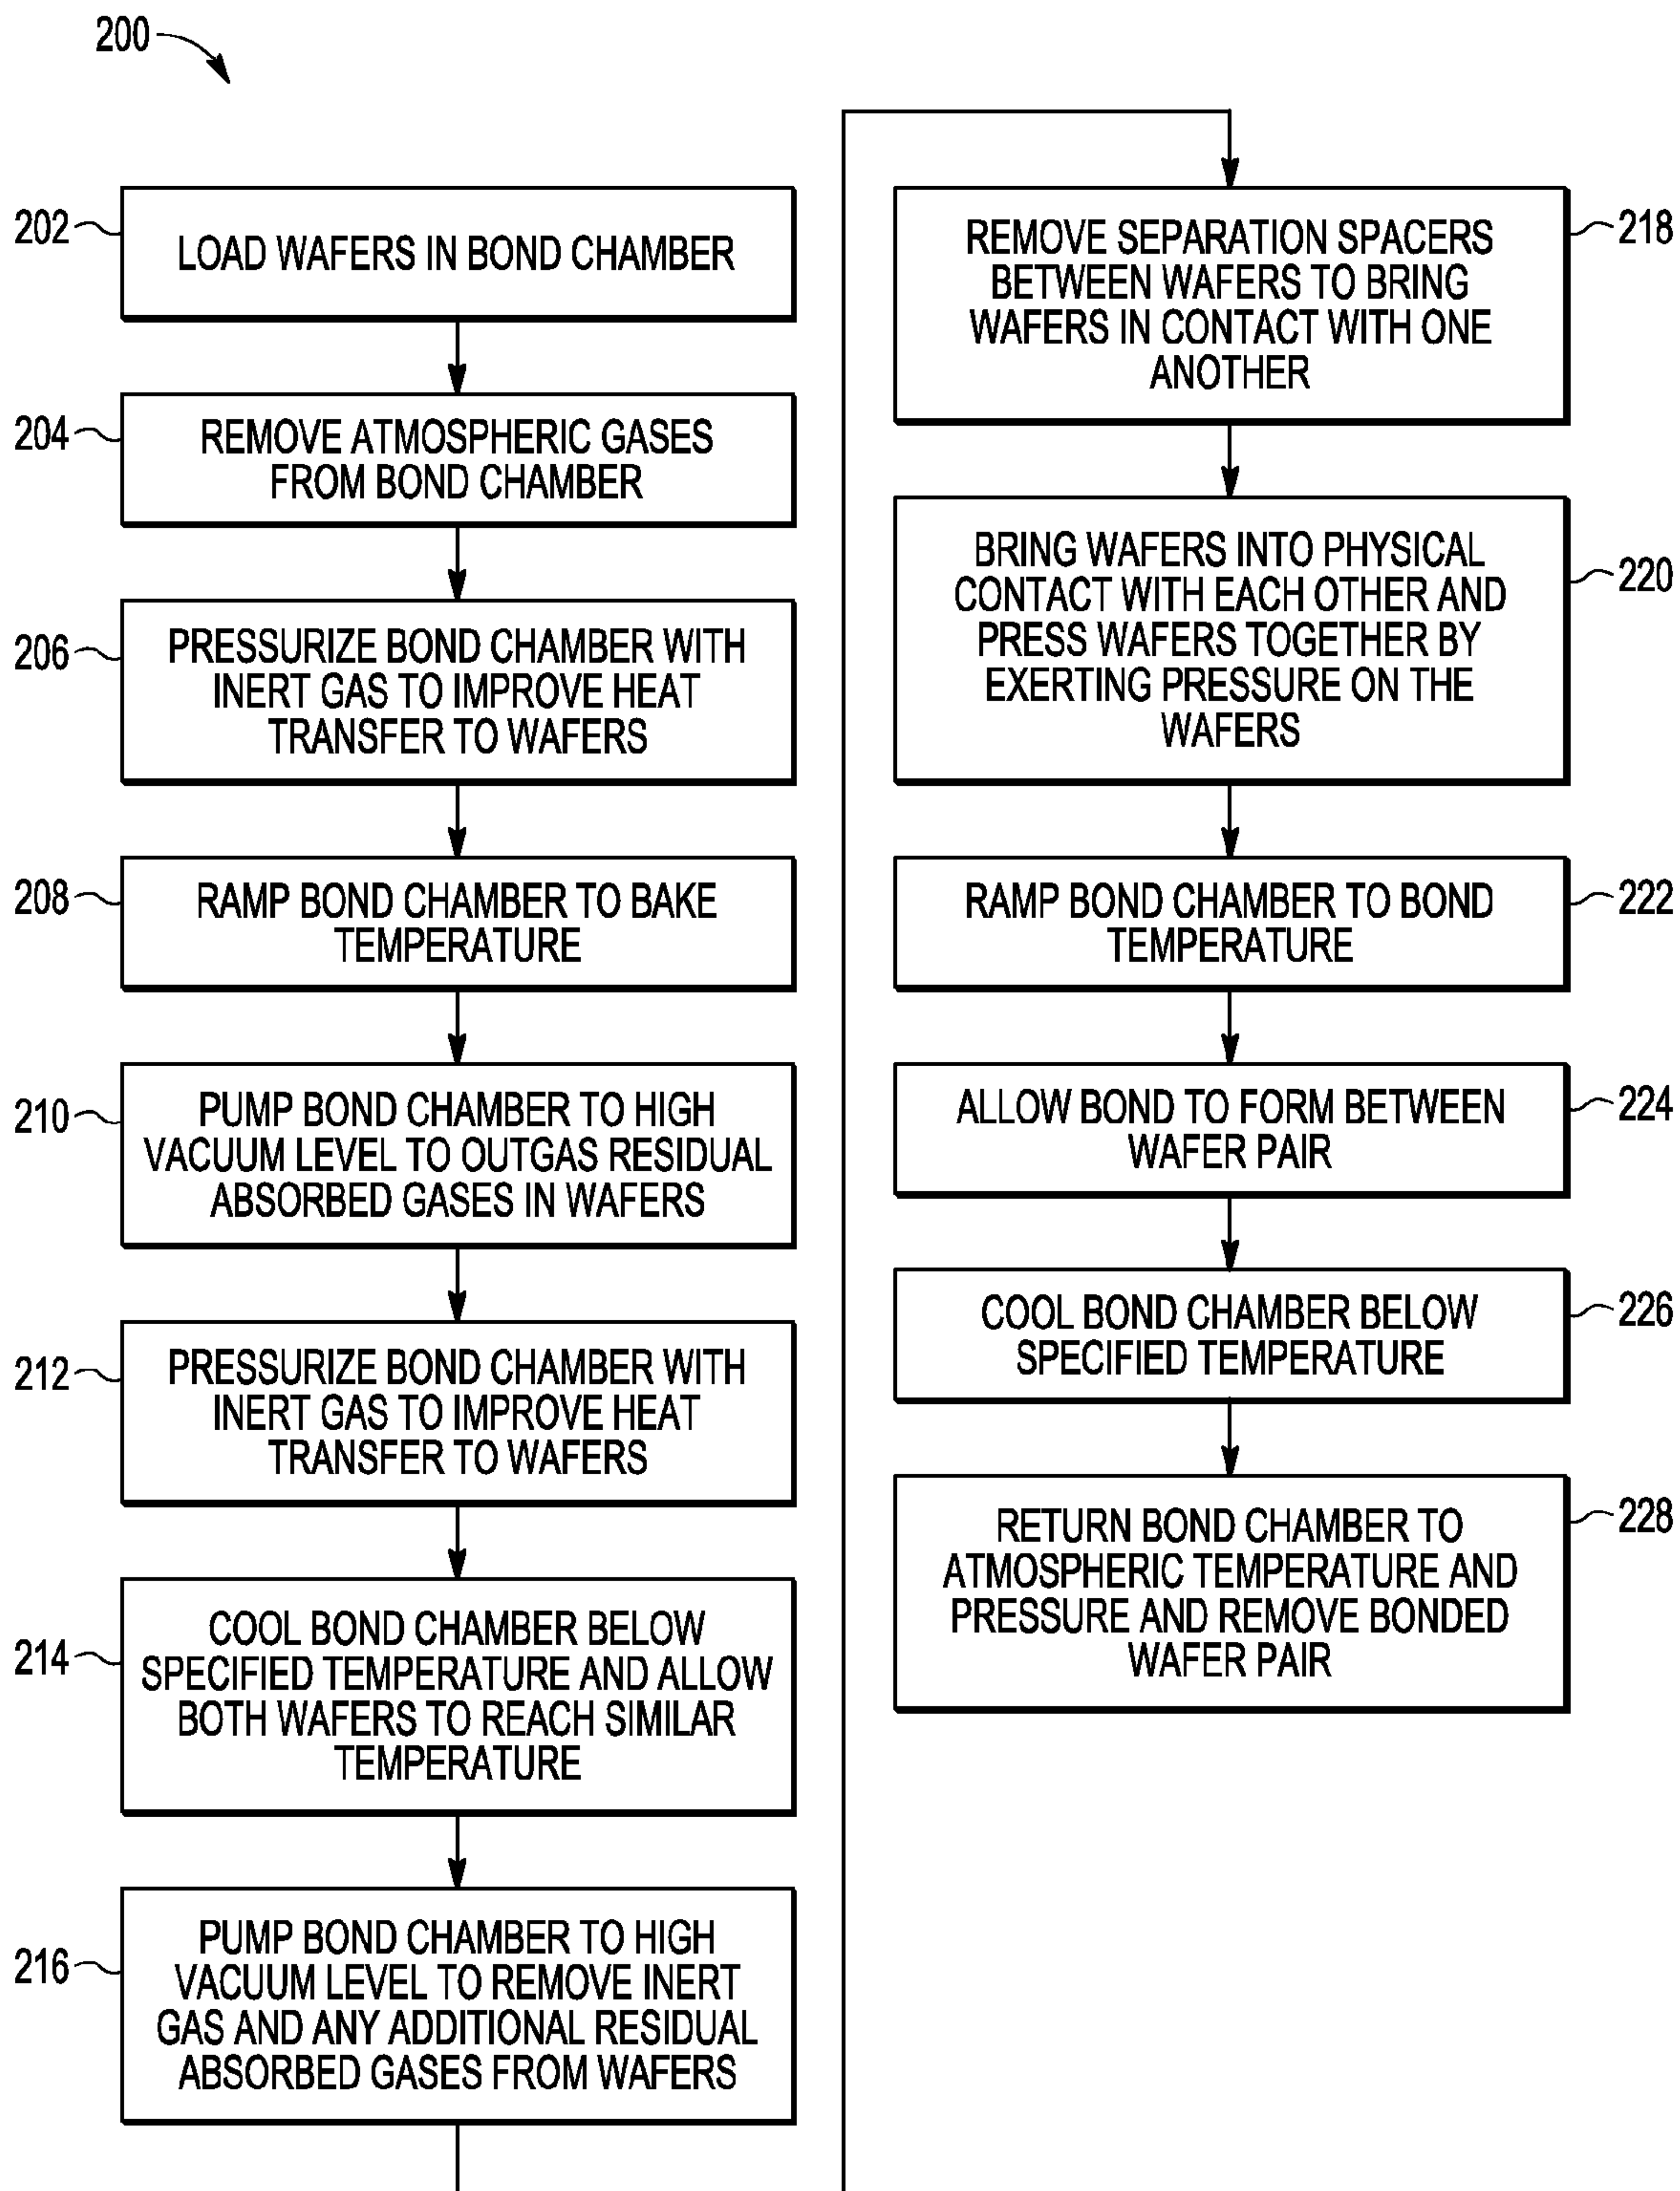 200
202
LOAD WAFERS IN BOND CHAMBER
204
REMOVE ATMOSPHERIC GASES
FROM BOND CHAMBER
206
PRESSURIZE BOND CHAMBER WITH
INERT GAS TO IMPROVE HEAT
TRANSFER TO WAFERS
208
RAMP BOND CHAMBER TO BAKE
TEMPERATURE
210
PUMP BOND CHAMBER TO HIGH
VACUUM LEVEL TO OUTGAS RESIDUAL
ABSORBED GASES IN WAFERS
212
PRESSURIZE BOND CHAMBER WITH
INERT GAS TO IMPROVE HEAT
TRANSFER TO WAFERS
214
COOL BOND CHAMBER BELOW
SPECIFIED TEMPERATURE AND ALLOW
BOTH WAFERS TO REACH SIMILAR
TEMPERATURE
216
PUMP BOND CHAMBER TO HIGH
VACUUM LEVEL TO REMOVE INERT
GAS AND ANY ADDITIONAL RESIDUAL
ABSORBED GASES FROM WAFERS
218
REMOVE SEPARATION SPACERS
BETWEEN WAFERS TO BRING
WAFERS IN CONTACT WITH ONE
ANOTHER
220
BRING WAFERS INTO PHYSICAL
CONTACT WITH EACH OTHER AND
PRESS WAFERS TOGETHER BY
EXERTING PRESSURE ON THE
WAFERS
222
RAMP BOND CHAMBER TO BOND
TEMPERATURE
224
ALLOW BOND TO FORM BETWEEN
WAFER PAIR
226
COOL BOND CHAMBER BELOW
SPECIFIED TEMPERATURE
228
RETURN BOND CHAMBER TO
ATMOSPHERIC TEMPERATURE AND
PRESSURE AND REMOVE BONDED
WAFER PAIR